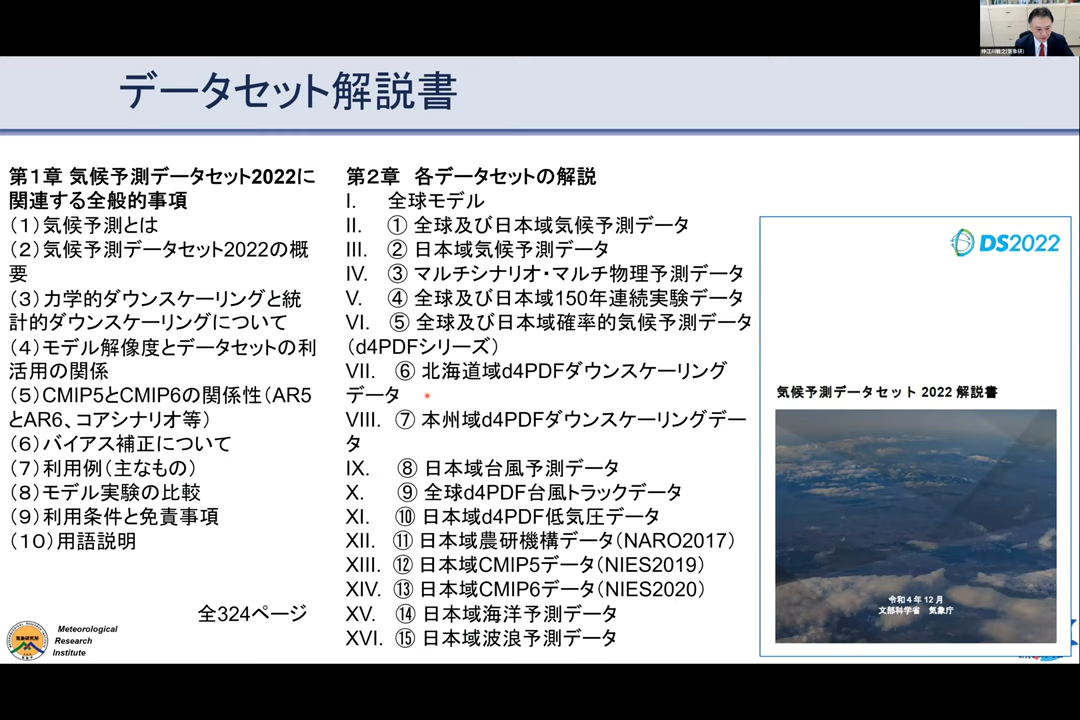 データセット解説書
第1章 気候予測データセット2022に
関連する全般的事項
（１）気候予測とは
（２）気候予測データセット2022の概
要
（３）力学的ダウンスケーリングと統
計的ダウンスケーリングについて
（４）モデル解像度とデータセットの利
活用の関係
（５）CMIP5とCMIP6の関係性（AR5
とAR6、コアシナリオ等）
（６）バイアス補正について
（７）利用例（主なもの）
（８）モデル実験の比較
（９）利用条件と免責事項
（１０）用語説明
全324ページ
Meteorological
Research
Institute
第２章 各データセットの解説
I. 全球モデル
II. ① 全球及び日本域気候予測データ
III. ② 日本域気候予測データ
IV. ③ マルチシナリオ・マルチ物理予測データ
V. ④ 全球及び日本域150年連続実験データ
VI. ⑤ 全球及び日本域確率的気候予測データ
（d4PDFシリーズ）
VII. ⑥ 北海道域d4PDFダウンスケーリング
データ
VIII. ⑦ 本州域d4PDFダウンスケーリングデー
タ
IX. ⑧ 日本域台風予測データ
X. ⑨ 全球d4PDF台風トラックデータ
XI. ⑩ 日本域d4PDF低気圧データ
XII. ⑪ 日本域農研機構データ（NARO2017）
XIII. ⑫ 日本域CMIP5データ（NIES2019）
XIV. ⑬ 日本域CMIP6データ（NIES2020）
XV. ⑭ 日本域海洋予測データ
XVI. ⑮ 日本域波浪予測データ
DS2022
気候予測データセット 2022 解説書
令和４年 12 月
文部科学省 気象庁